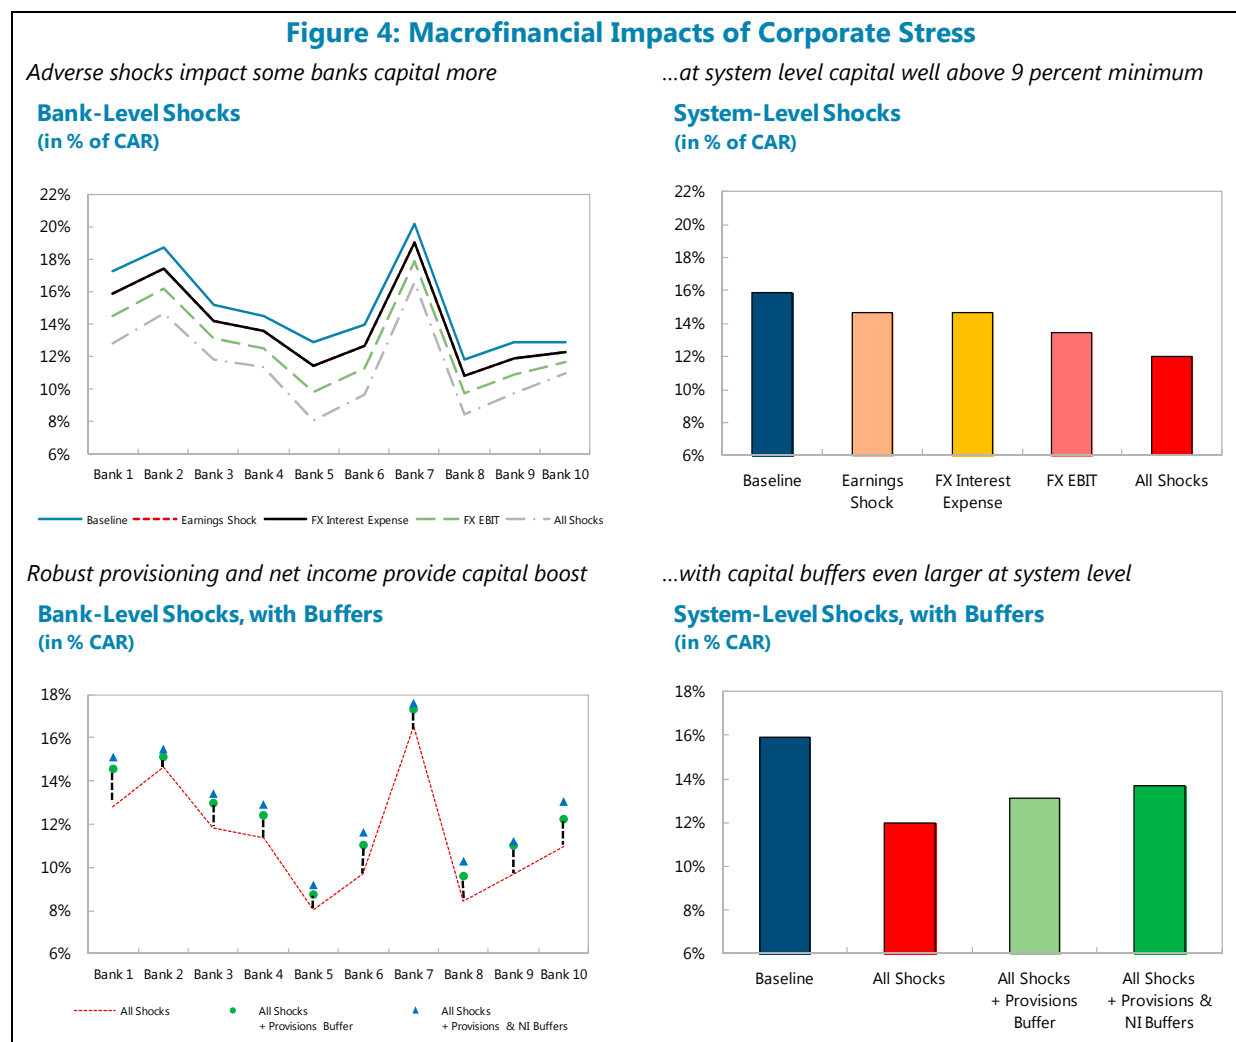 Figure 4: Macrofinancial Impacts of Corporate Stress
Adverse shocks impact some banks capital more
Bank-Level Shocks
(in % of CAR)
22%
20%
18%
16%
14%
12%
10%
8%
6%
Bank 1 Bank 2 Bank 3 Bank 4 Bank 5 Bank 6 Bank 7 Bank 8 Bank 9 Bank 10
Baseline Earnings Shock FX Interest Expense FX EBIT All Shocks
...at system level capital well above 9 percent minimum
System-Level Shocks
(in % of CAR)
22%
20%
18%
16%
14%
12%
10%
8%
6%
Baseline Earnings FX Interest FX EBIT All Shocks
Shock Expense
Robust provisioning and net income provide capital boost
Bank-Level Shocks, with Buffers
(in % CAR)
18%
16%
14%
12%
10%
8%
6%
Bank 1 Bank 2 Bank 3 Bank 4 Bank 5 Bank 6 Bank 7 Bank 8 Bank 9 Bank 10
All Shocks All Shocks All Shocks
+ Provisions Buffer + Provisions & NI Buffers
...with capital buffers even larger at system level
System-Level Shocks, with Buffers
(in % CAR)
18%
16%
14%
12%
10%
8%
6%
Baseline All Shocks All Shocks All Shocks
+ Provisions + Provisions &
Buffer NI Buffers